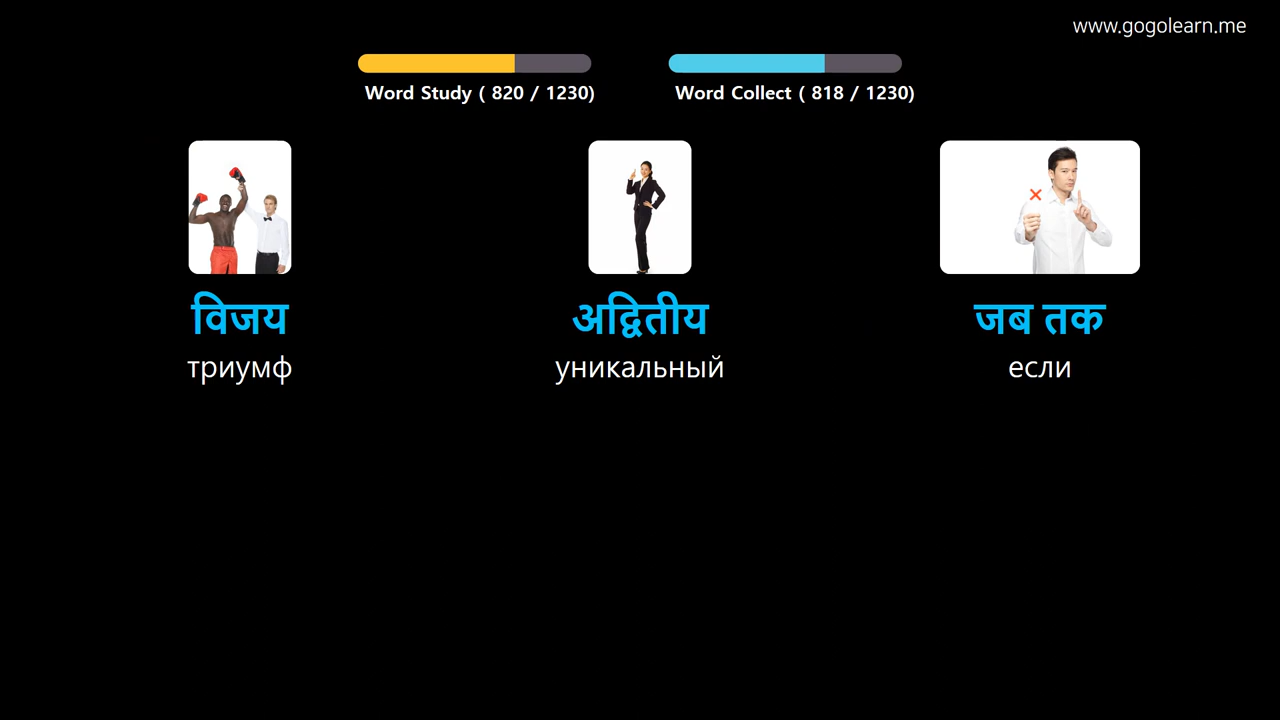 www.gogolearn.me
Word Study ( 820 / 1230)
Word Collect ( 818 / 1230)
विजय
триумф
अद्वितीय
уникальный
जब तक
если